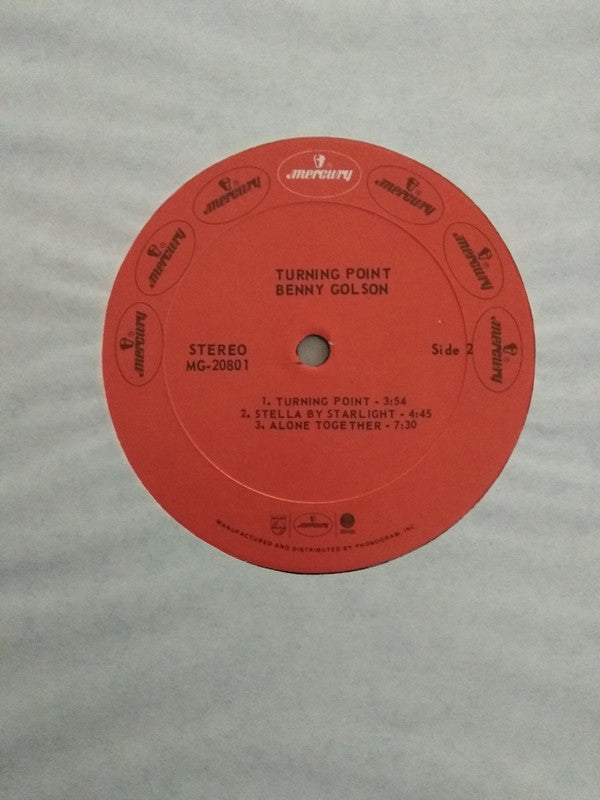 mercury
mercury
mercury
mercury
mercury
mercury
mercury
TURNING POINT
BENNY GOLSON
STEREO
MG-20801
Side 2
1. TURNING POINT - 3:54
2. STELLA BY STARLIGHT - 4:45
3. ALONE TOGETHER - 7:30
mercury
MANUFACTURED AND DISTRIBUTED BY PHONOGRAM, INC